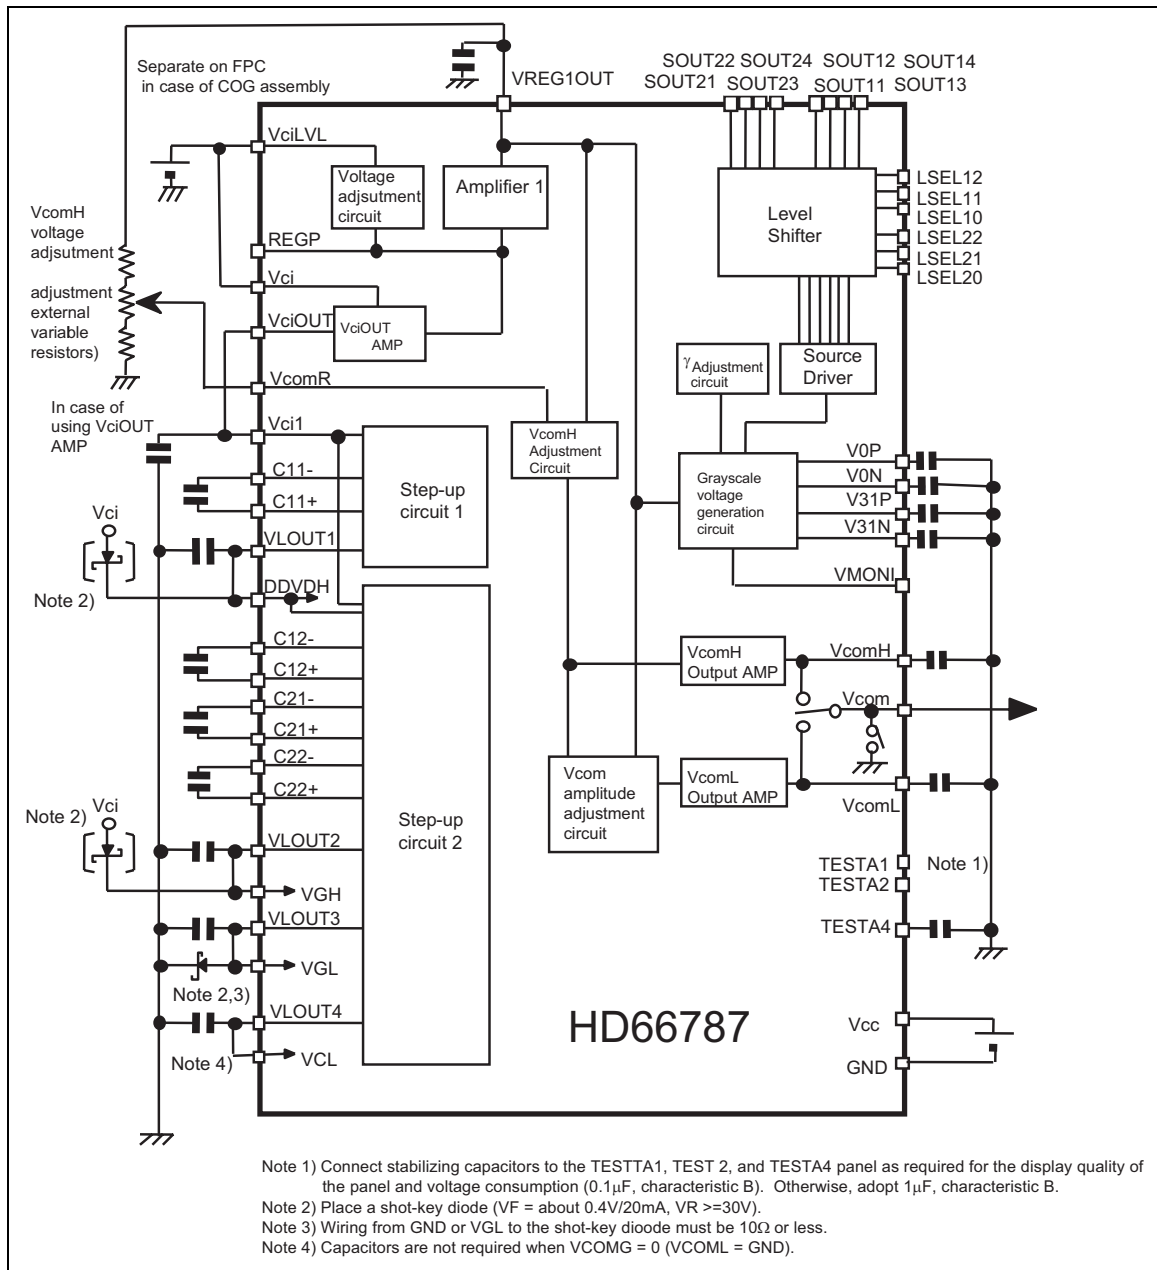 SOUT22 SOUT24 SOUT12 SOUT14
SOUT21 SOUT23 SOUT11 SOUT13
Separate on FPC
in case of COG assembly
VREG1OUT
VciLVL
Voltage
adjsutment
circuit
Amplifier 1
Level
Shifter
LSEL12
LSEL11
LSEL10
LSEL22
LSEL21
LSEL20
VcomH
voltage
adjsutment
REGP
Vci
adjustment
external
variable
resistors)
VciOUT
VciOUT
AMP
γ Adjustment
circuit
Source
Driver
VcomR
In case of
using VciOUT
AMP
Vci1
VcomH
Adjustment
Circuit
C11-
C11+
Step-up
circuit 1
Grayscale
voltage
generation
circuit
V0P
V0N
V31P
V31N
Vci
VLOUT1
VMONI
DDVDH
Note 2)
C12-
C12+
C21-
C21+
C22-
C22+
VcomH
Output AMP
VcomH
Vcom
Vcom
amplitude
adjustment
circuit
VcomL
Output AMP
VcomL
Vci
Note 2)
Step-up
circuit 2
VLOUT2
VGH
VLOUT3
VGL
Note 2,3)
VLOUT4
VCL
Note 4)
TESTA1 Note 1)
TESTA2
TESTA4
HD66787
Vcc
GND
Note 1) Connect stabilizing capacitors to the TESTTA1, TEST 2, and TESTA4 panel as required for the display quality of
the panel and voltage consumption (0.1µF, characteristic B). Otherwise, adopt 1µF, characteristic B.
Note 2) Place a shot-key diode (VF = about 0.4V/20mA, VR >=30V).
Note 3) Wiring from GND or VGL to the shot-key dioode must be 10Ω or less.
Note 4) Capacitors are not required when VCOMG = 0 (VCOML = GND).